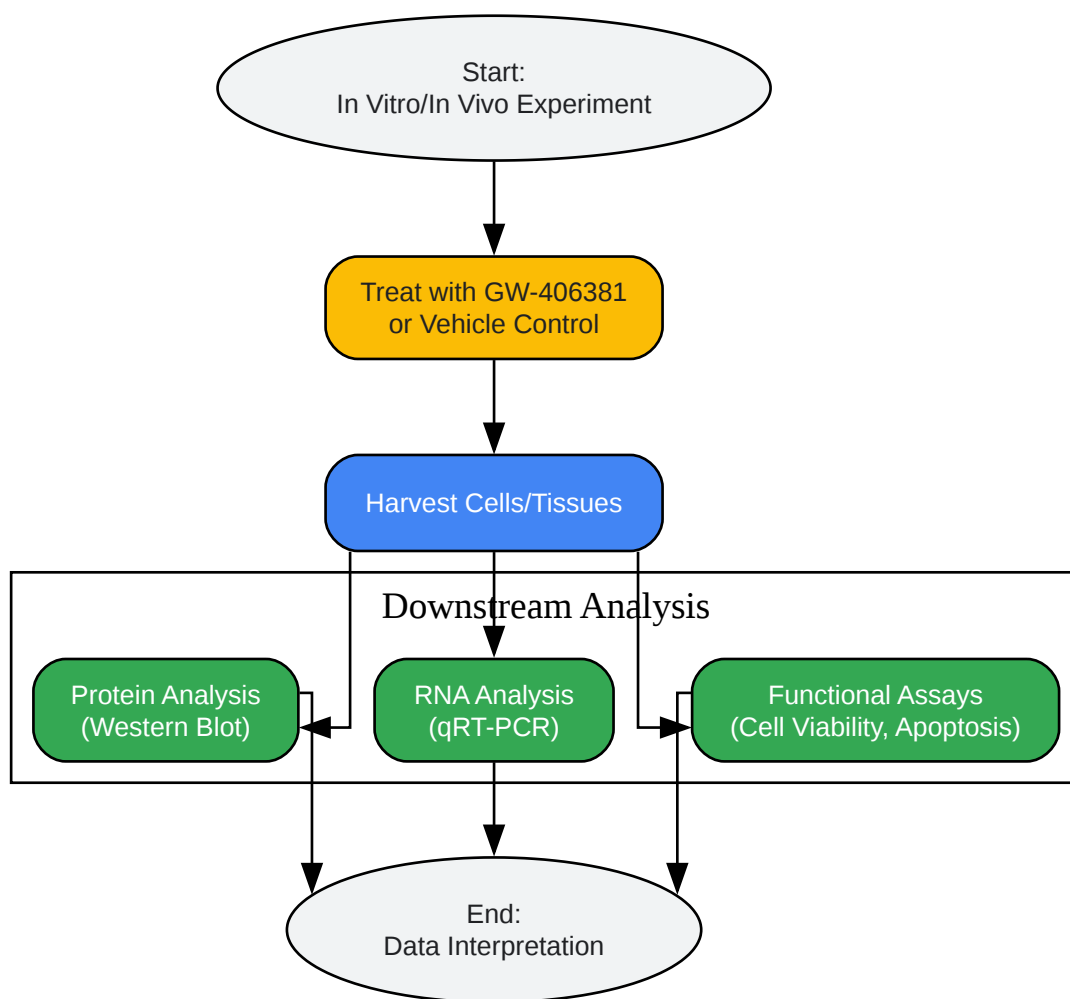 Start:
In Vitro/In Vivo Experiment
Treat with GW-406381
or Vehicle Control
Harvest Cells/Tissues
Downstream Analysis
Protein Analysis
(Western Blot)
RNA Analysis
(qRT-PCR)
Functional Assays
(Cell Viability, Apoptosis)
End:
Data Interpretation